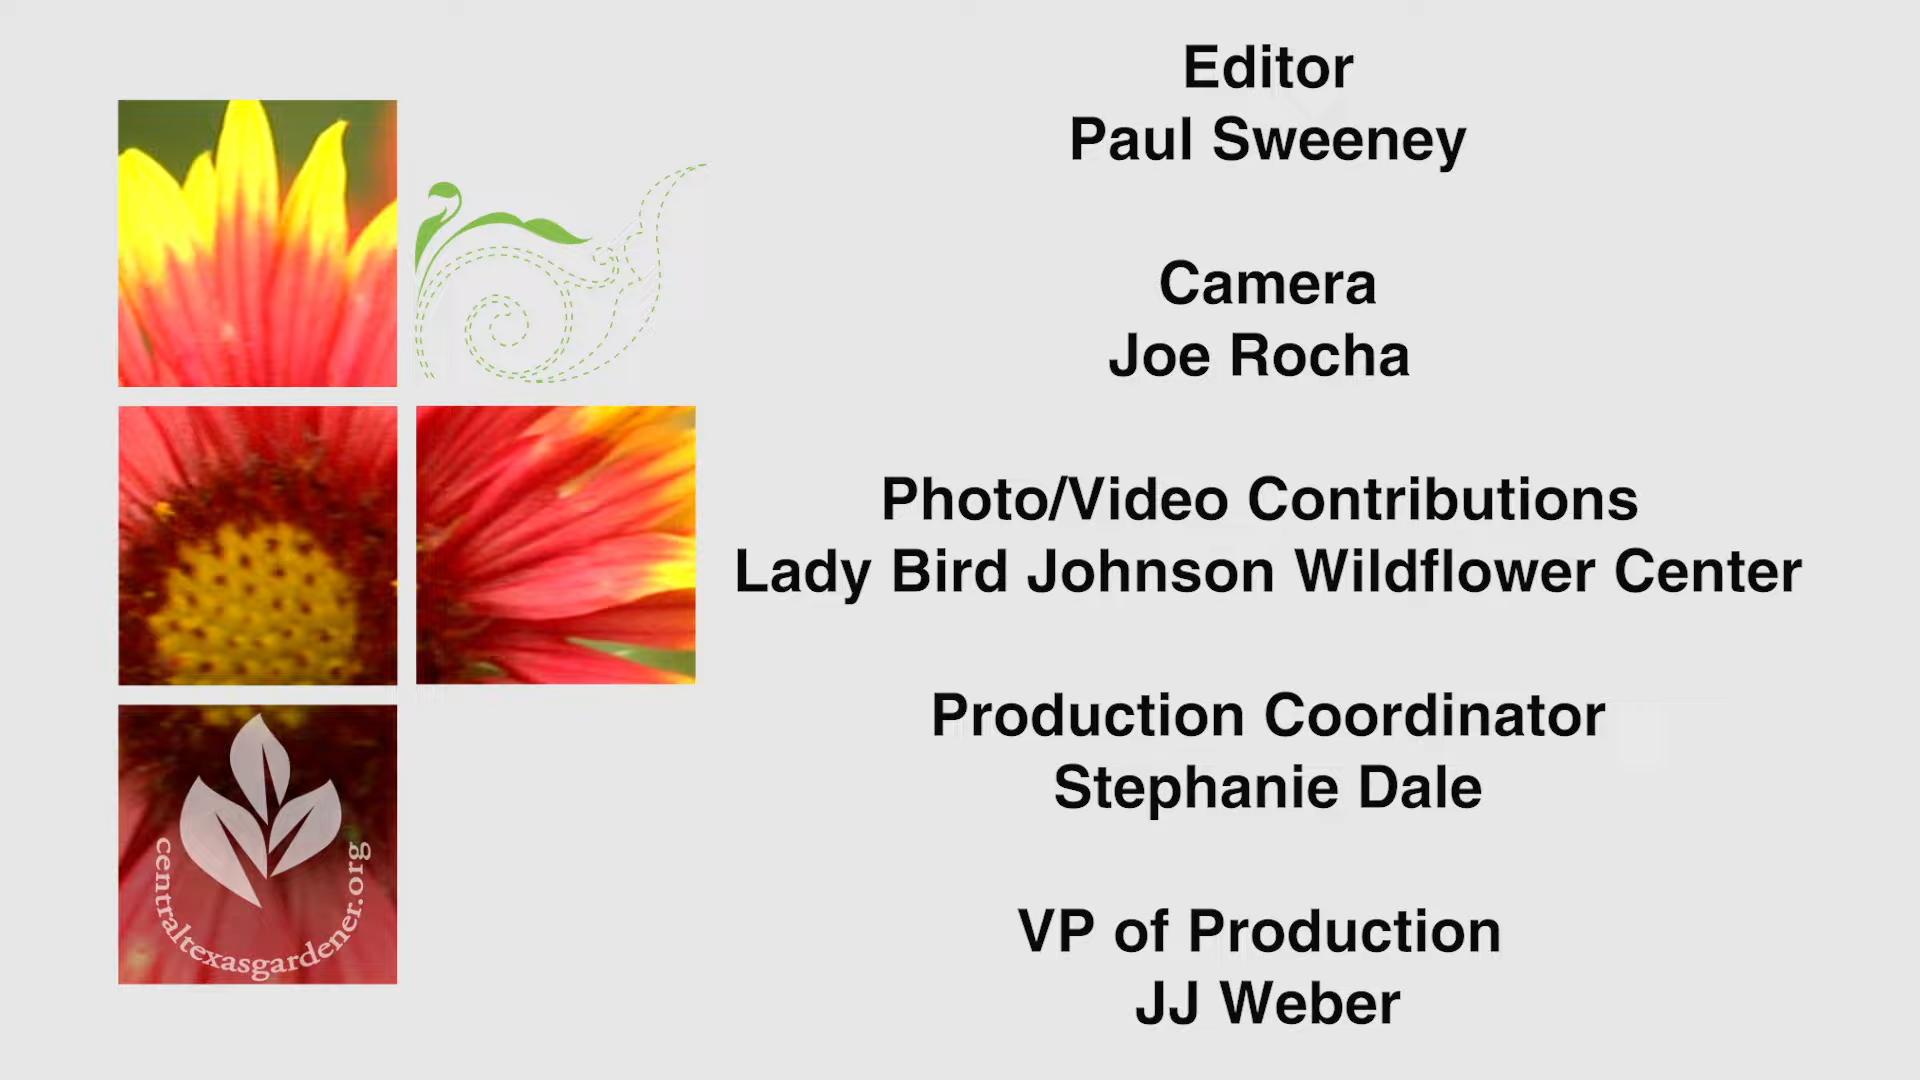 Editor
Paul Sweeney
Camera
Joe Rocha
Photo/Video Contributions
Lady Bird Johnson Wildflower Center
Production Coordinator
Stephanie Dale
VP of Production
JJ Weber
centraltexasgardener.org